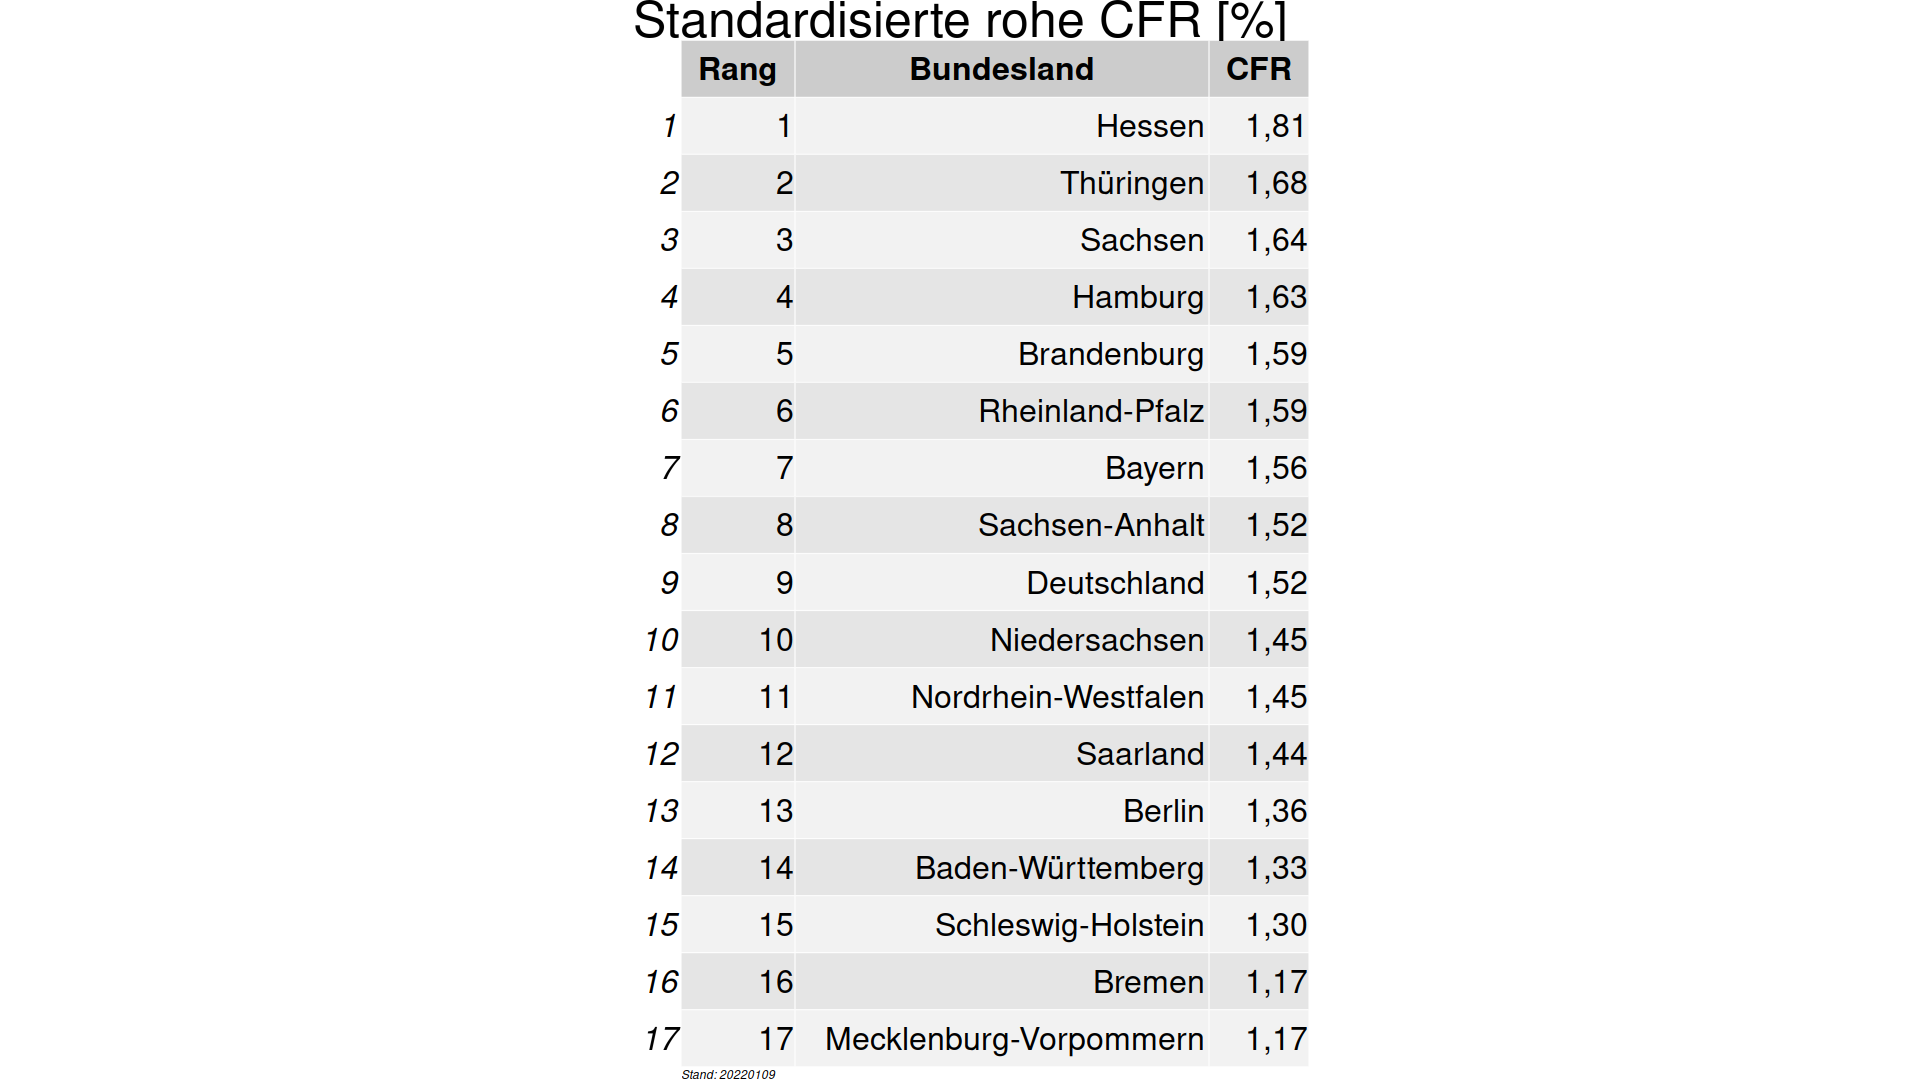 Standardisierte rohe CFR [%]
Rang Bundesland CFR
1 1 Hessen 1,81
2 2 Thüringen 1,68
3 3 Sachsen 1,64
4 4 Hamburg 1,63
5 5 Brandenburg 1,59
6 6 Rheinland-Pfalz 1,59
7 7 Bayern 1,56
8 8 Sachsen-Anhalt 1,52
9 9 Deutschland 1,52
10 10 Niedersachsen 1,45
11 11 Nordrhein-Westfalen 1,45
12 12 Saarland 1,44
13 13 Berlin 1,36
14 14 Baden-Württemberg 1,33
15 15 Schleswig-Holstein 1,30
16 16 Bremen 1,17
17 17 Mecklenburg-Vorpommern 1,17
Stand: 20220109